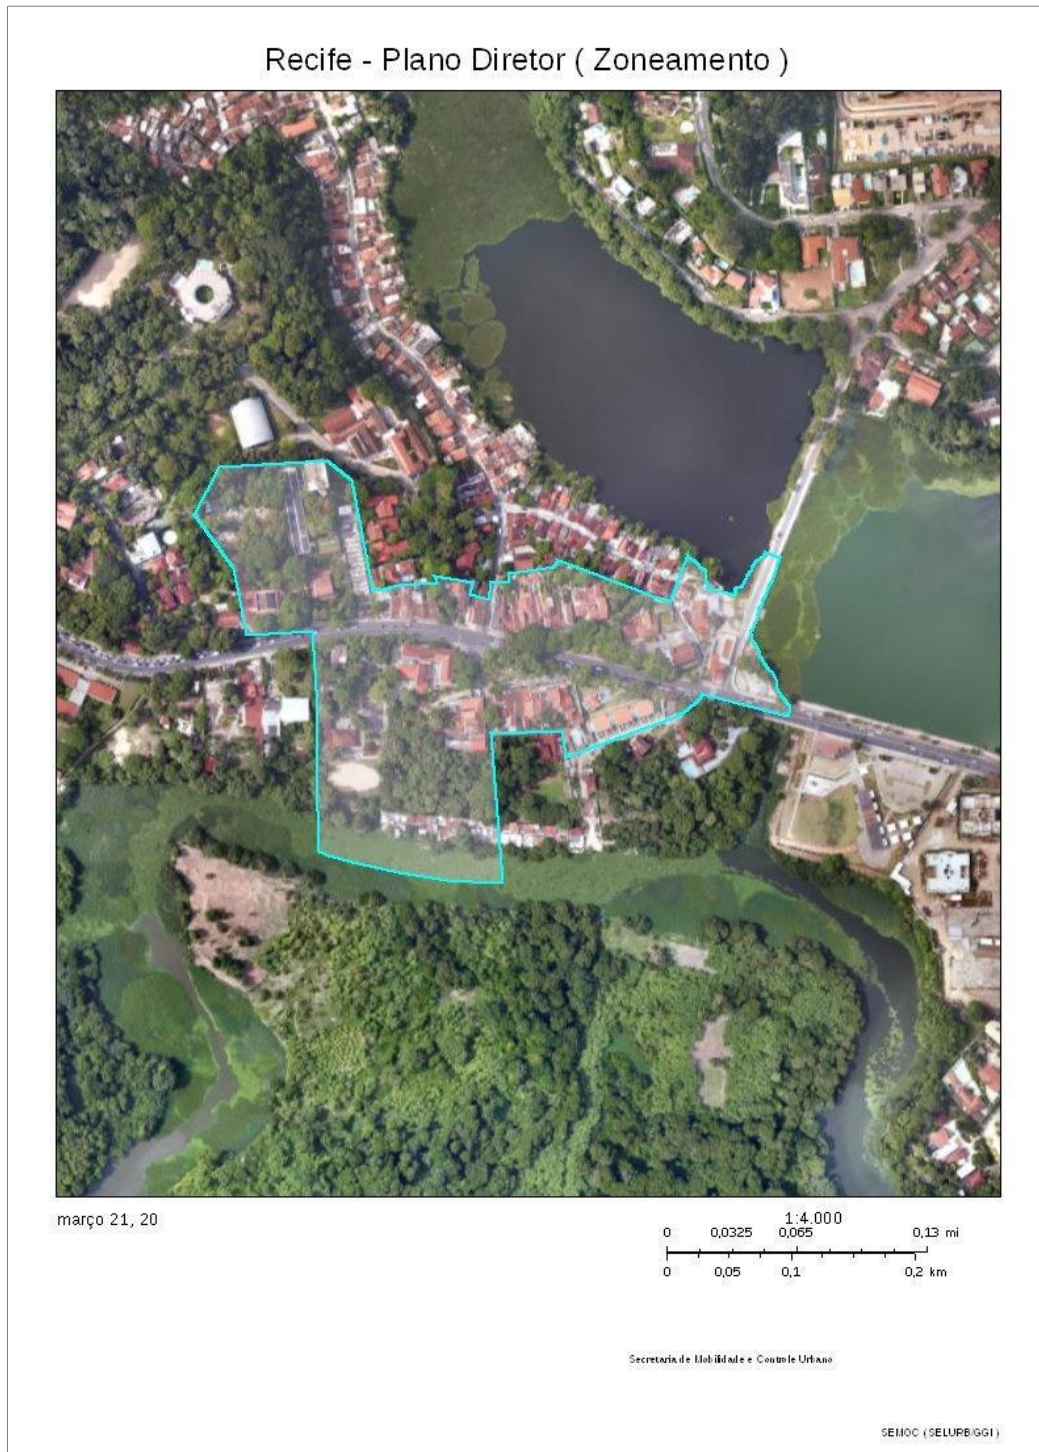 Recife - Plano Diretor ( Zoneamento )
março 21, 20
1:4.000
0 0,0325 0,065 0,13 mi
0 0,05 0,1 0,2 km
Secretaria de Mobilidade e Controle Urbano
SEMOC ( SELURB/GGI )